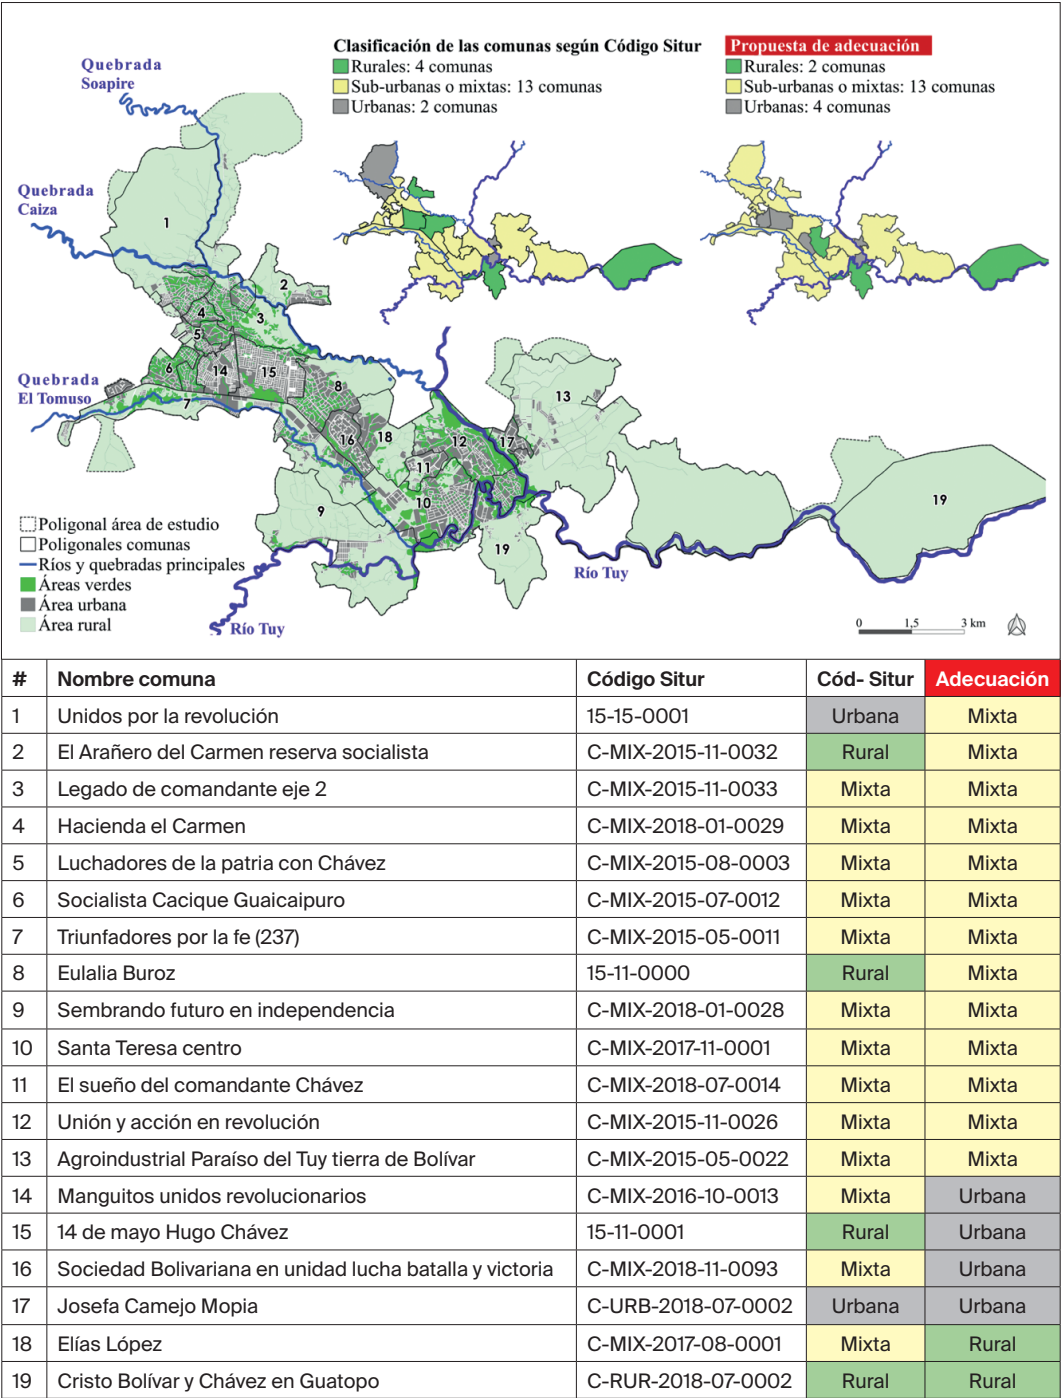 Clasificación de las comunas según Código Situr
Rurales: 4 comunas
Sub-urbanas o mixtas: 13 comunas
Urbanas: 2 comunas
Propuesta de adecuación
Rurales: 2 comunas
Sub-urbanas o mixtas: 13 comunas
Urbanas: 4 comunas
Quebrada
Soapire
Quebrada
Caiza
Quebrada
El Tomuso
1
2
3
4
5
6
7
14
15
8
16
18
11
12
17
13
10
9
19
19
Río Tuy
Río Tuy
Poligonal área de estudio
Poligonales comunas
Ríos y quebradas principales
Áreas verdes
Área urbana
Área rural
0 1,5 3 km
# Nombre comuna Código Situr Cód- Situr Adecuación
1 Unidos por la revolución 15-15-0001 Urbana Mixta
2 El Arañero del Carmen reserva socialista C-MIX-2015-11-0032 Rural Mixta
3 Legado de comandante eje 2 C-MIX-2015-11-0033 Mixta Mixta
4 Hacienda el Carmen C-MIX-2018-01-0029 Mixta Mixta
5 Luchadores de la patria con Chávez C-MIX-2015-08-0003 Mixta Mixta
6 Socialista Cacique Guaicaipuro C-MIX-2015-07-0012 Mixta Mixta
7 Triunfadores por la fe (237) C-MIX-2015-05-0011 Mixta Mixta
8 Eulalia Buroz 15-11-0000 Rural Mixta
9 Sembrando futuro en independencia C-MIX-2018-01-0028 Mixta Mixta
10 Santa Teresa centro C-MIX-2017-11-0001 Mixta Mixta
11 El sueño del comandante Chávez C-MIX-2018-07-0014 Mixta Mixta
12 Unión y acción en revolución C-MIX-2015-11-0026 Mixta Mixta
13 Agroindustrial Paraíso del Tuy tierra de Bolívar C-MIX-2015-05-0022 Mixta Mixta
14 Manguitos unidos revolucionarios C-MIX-2016-10-0013 Mixta Urbana
15 14 de mayo Hugo Chávez 15-11-0001 Rural Urbana
16 Sociedad Bolivariana en unidad lucha batalla y victoria C-MIX-2018-11-0093 Mixta Urbana
17 Josefa Camejo Mopia C-URB-2018-07-0002 Urbana Urbana
18 Elías López C-MIX-2017-08-0001 Mixta Rural
19 Cristo Bolívar y Chávez en Guatopo C-RUR-2018-07-0002 Rural Rural